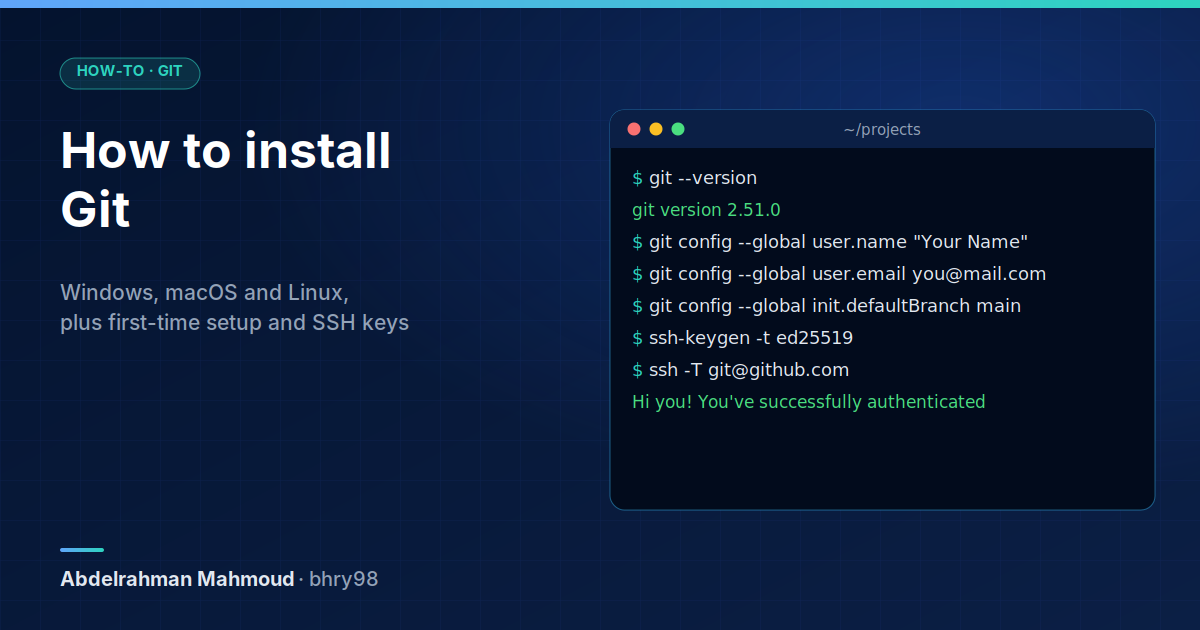 HOW-TO · GIT
How to install
Git
Windows, macOS and Linux,
plus first-time setup and SSH keys
~/projects
$ git --version
git version 2.51.0
$ git config --global user.name "Your Name"
$ git config --global user.email you@mail.com
$ git config --global init.defaultBranch main
$ ssh-keygen -t ed25519
$ ssh -T git@github.com
Hi you! You've successfully authenticated
Abdelrahman Mahmoud · bhry98